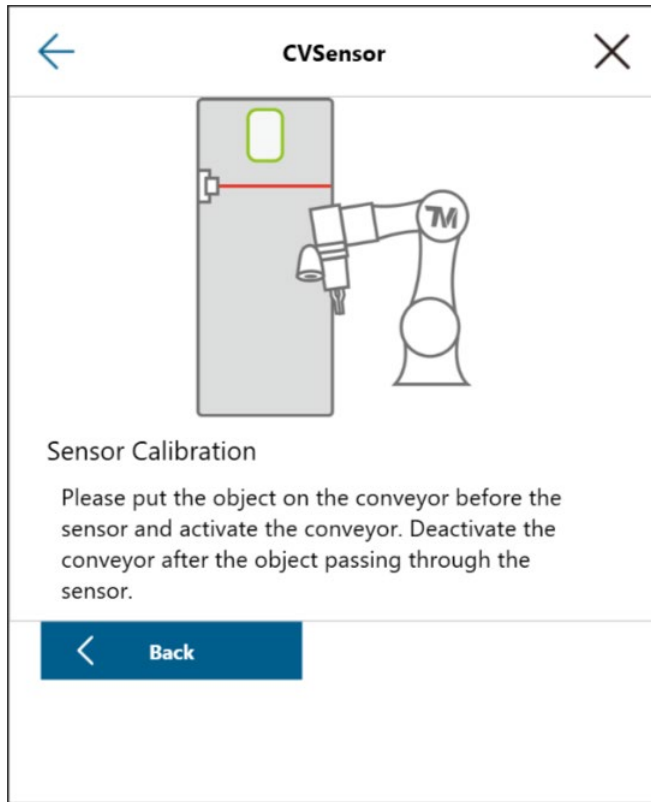 CVSensor
TM
Sensor Calibration
Please put the object on the conveyor before the
sensor and activate the conveyor. Deactivate the
conveyor after the object passing through the
sensor.
Back